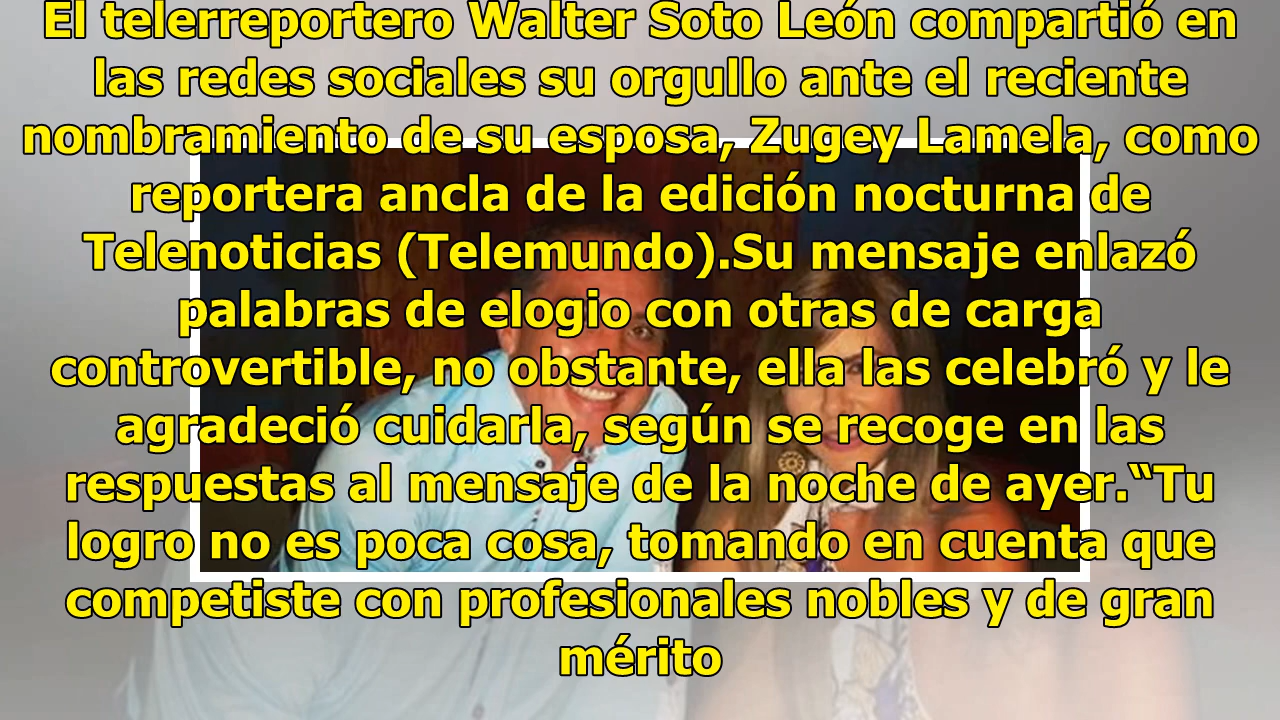 El telerreportero Walter Soto León compartió en
las redes sociales su orgullo ante el reciente
nombramiento de su esposa, Zugey Lamela, como
reportera ancla de la edición nocturna de
Telenoticias (Telemundo).Su mensaje enlazó
palabras de elogio con otras de carga
controvertible, no obstante, ella las celebró y le
agradeció cuidarla, según se recoge en las
respuestas al mensaje de la noche de ayer.“Tu
logro no es poca cosa, tomando en cuenta que
competiste con profesionales nobles y de gran
mérito